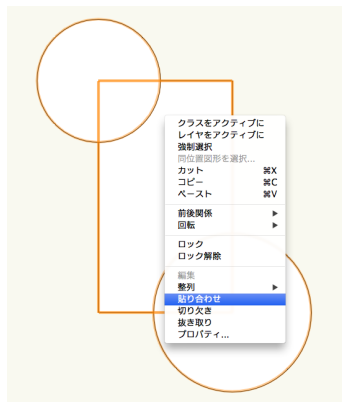 クラスをアクティブに
レイヤをアクティブに
強制選択
同位置図形を選択...
カット ⌘X
コピー ⌘C
ペースト ⌘V
前後関係 ▶
回転 ▶
ロック
ロック解除
編集
整列 ▶
貼り合わせ
切り欠き
抜き取り
プロパティ...